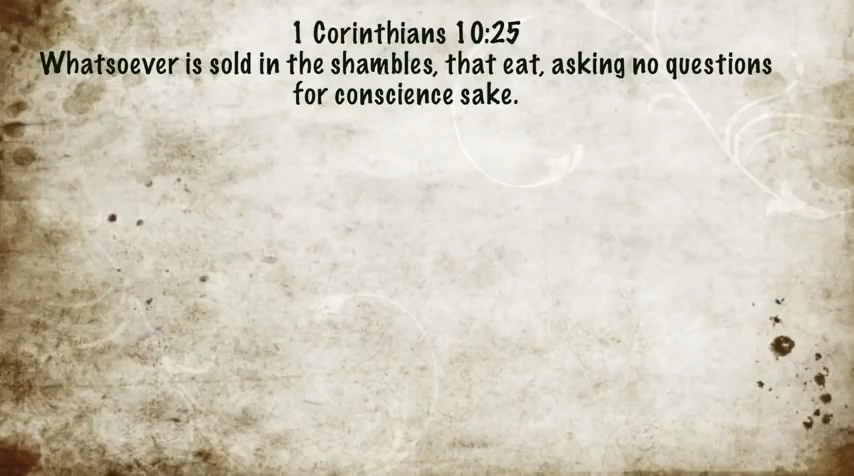 1 Corinthians 10:25
Whatsoever is sold in the shambles, that eat, asking no questions
for conscience sake.